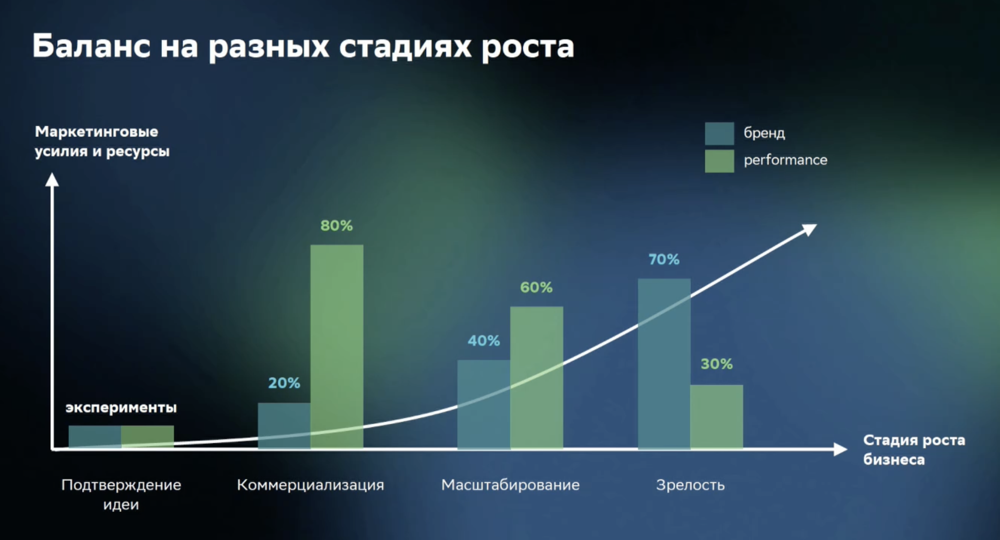 Баланс на разных стадиях роста
Маркетинговые
усилия и ресурсы
бренд
performance
80%
70%
60%
40%
30%
20%
эксперименты
Стадия роста
бизнеса
Подтверждение
идеи
Коммерциализация
Масштабирование
Зрелость